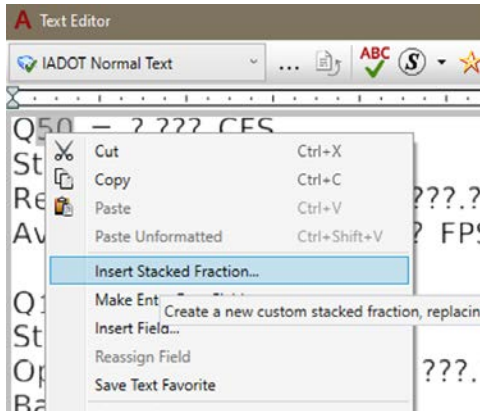 A Text Editor
IADOT Normal Text ... ABC S
Q50 = ?.??? CFS
St
Cut Ctrl+X
Copy Ctrl+C
Re ???.?
Paste Ctrl+V
Av ? FPS
Paste Unformatted Ctrl+Shift+V
Insert Stacked Fraction...
Make
Create a new custom stacked fraction, replacin
St
Insert Field...
Reassign Field
Op ???.
Save Text Favorite
Ba